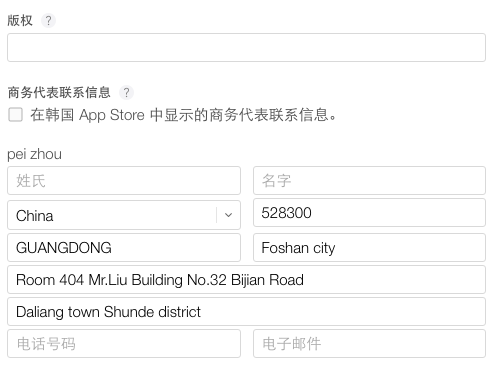 版权 ?
商务代表联系信息 ?
在韩国 App Store 中显示的商务代表联系信息。
pei zhou
姓氏 名字
China 528300
GUANGDONG Foshan city
Room 404 Mr.Liu Building No.32 Bijian Road
Daliang town Shunde district
电话号码 电子邮件